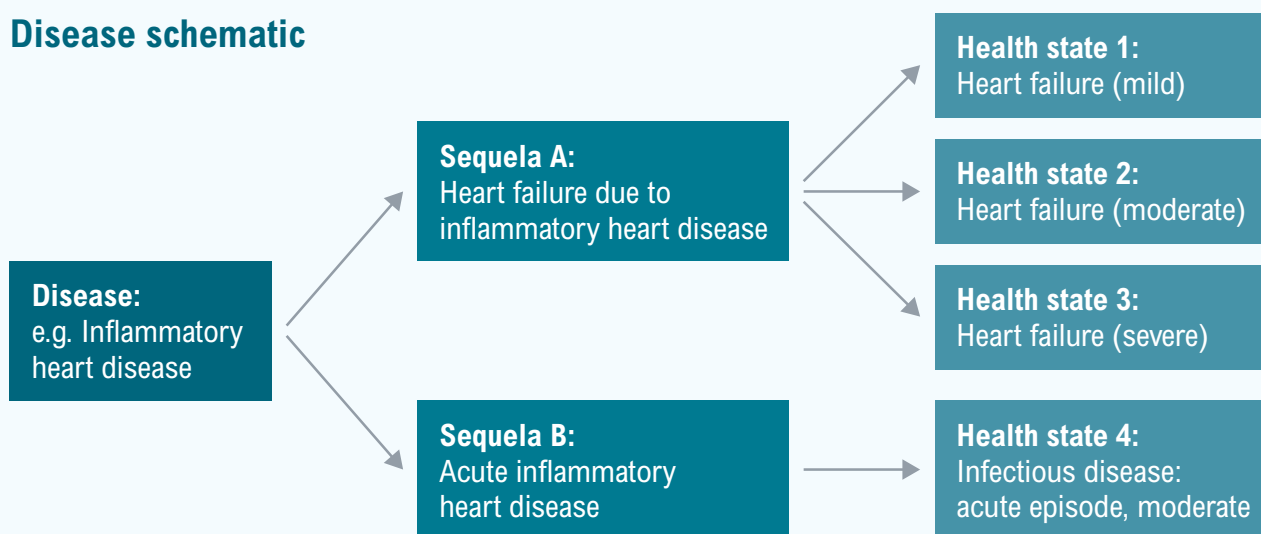 Disease schematic
Disease:
e.g. Inflammatory
heart disease
Sequela A:
Heart failure due to
inflammatory heart disease
Sequela B:
Acute inflammatory
heart disease
Health state 1:
Heart failure (mild)
Health state 2:
Heart failure (moderate)
Health state 3:
Heart failure (severe)
Health state 4:
Infectious disease:
acute episode, moderate